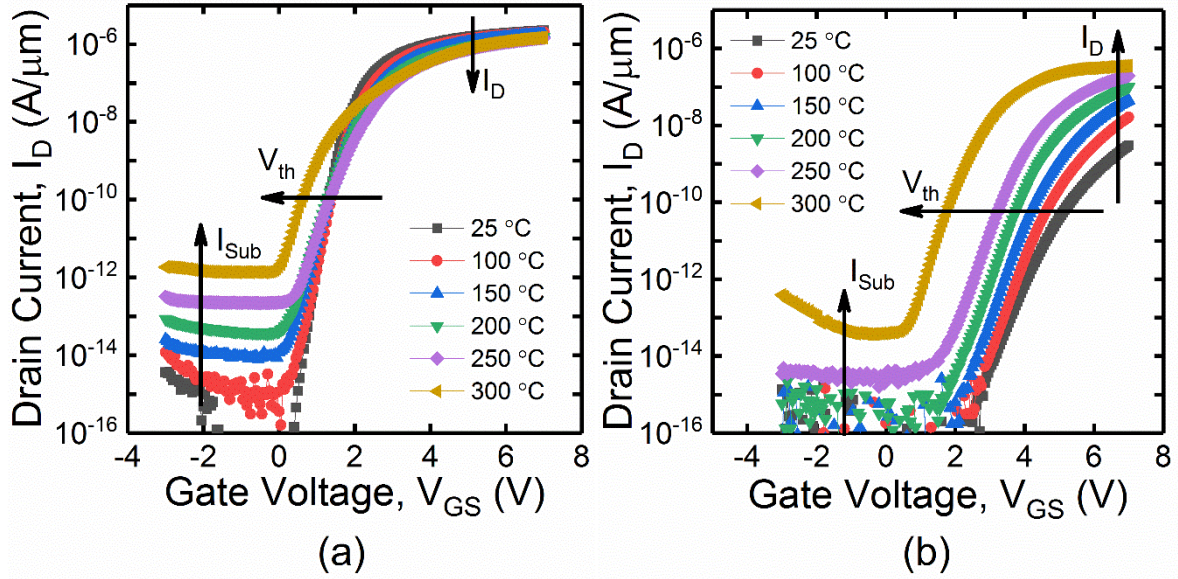 Drain Current, I_D (A/μm)
10⁻⁶
10⁻⁸
10⁻¹⁰
10⁻¹²
10⁻¹⁴
10⁻¹⁶
I_D
V_th
I_Sub
25 °C
100 °C
150 °C
200 °C
250 °C
300 °C
-4 -2 0 2 4 6 8
Gate Voltage, V_GS (V)
(a)
Drain Current, I_D (A/μm)
10⁻⁶
10⁻⁸
10⁻¹⁰
10⁻¹²
10⁻¹⁴
10⁻¹⁶
25 °C
100 °C
150 °C
200 °C
250 °C
300 °C
I_D
V_th
I_Sub
-4 -2 0 2 4 6 8
Gate Voltage, V_GS (V)
(b)